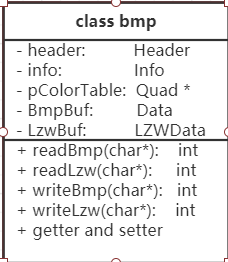 class bmp
- header: Header
- info: Info
- pColorTable: Quad *
- BmpBuf: Data
- LzwBuf: LZWData
+ readBmp(char*): int
+ readLzw(char*): int
+ writeBmp(char*): int
+ writeLzw(char*): int
+ getter and setter